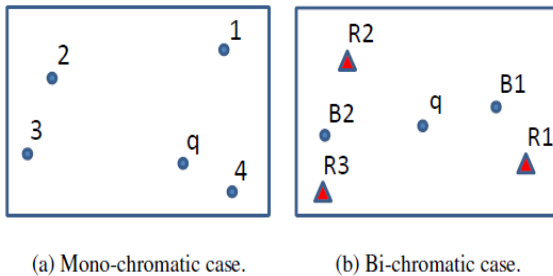 1
2
3
q
4
R2
B1
q
B2
R1
R3
(a) Mono-chromatic case.
(b) Bi-chromatic case.